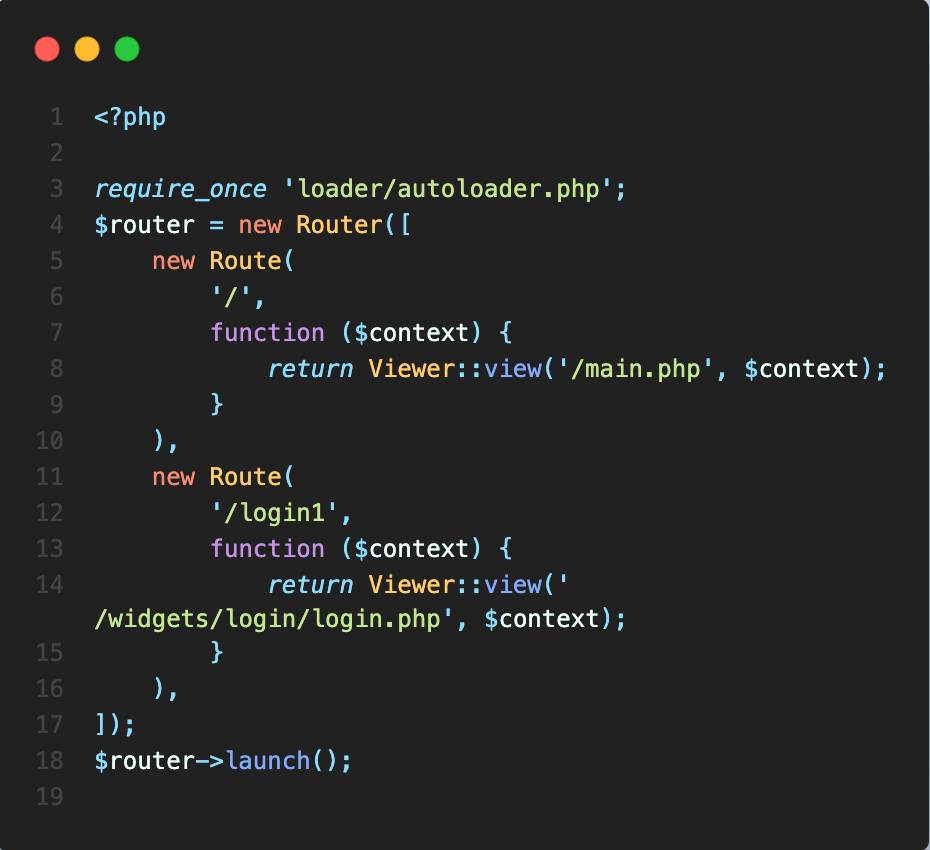 1 <?php
2
3 require_once 'loader/autoloader.php';
4 $router = new Router([
5     new Route(
6         '/',
7         function ($context) {
8             return Viewer::view('/main.php', $context);
9         }
10     ),
11     new Route(
12         '/login1',
13         function ($context) {
14             return Viewer::view('
/widgets/login/login.php', $context);
15         }
16     ),
17 ]);
18 $router->launch();
19